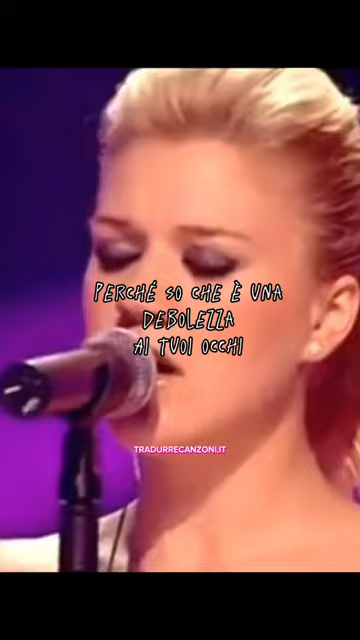 PERCHÉ SO CHE È UNA
DEBOLEZZA
AI TUOI OCCHI
TRADURRECANZONI.IT